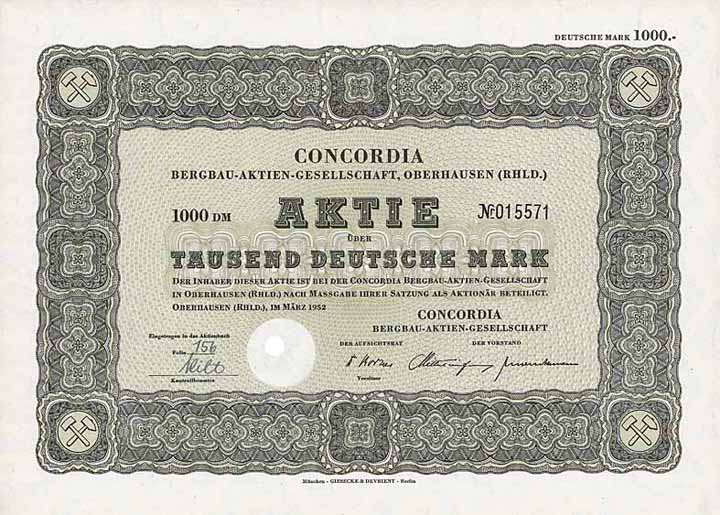 DEUTSCHE MARK 1000.-
CONCORDIA
BERGBAU-AKTIEN-GESELLSCHAFT, OBERHAUSEN (RHLD.)
1000 DM AKTIE № 015571
ÜBER
TAUSEND DEUTSCHE MARK
DER INHABER DIESER AKTIE IST BEI DER CONCORDIA BERGBAU-AKTIEN-GESELLSCHAFT
IN OBERHAUSEN (RHLD.) NACH MASSGABE IHRER SATZUNG ALS AKTIONÄR BETEILIGT.
OBERHAUSEN (RHLD.), IM MÄRZ 1952
CONCORDIA
BERGBAU-AKTIEN-GESELLSCHAFT
Eingetragen in das Aktienbuch
Folio 156
Kontrollbeamter
DER AUFSICHTSRAT DER VORSTAND
Vorsitzer
München - GIESECKE & DEVRIENT - Berlin